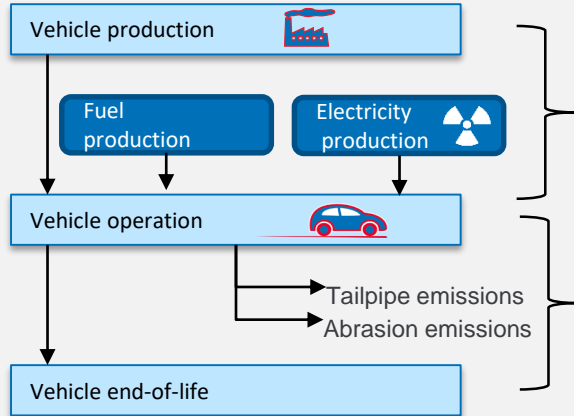 Vehicle production
Fuel
production
Electricity
production
Vehicle operation
Tailpipe emissions
Abrasion emissions
Vehicle end-of-life